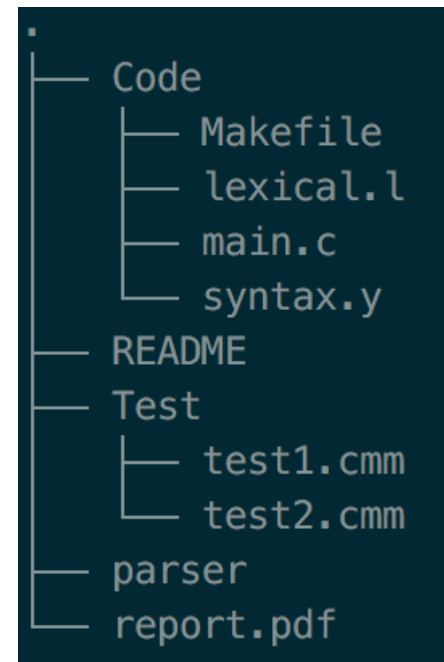 .
├── Code
│   ├── Makefile
│   ├── lexical.l
│   ├── main.c
│   └── syntax.y
├── README
├── Test
│   ├── test1.cmm
│   └── test2.cmm
├── parser
└── report.pdf